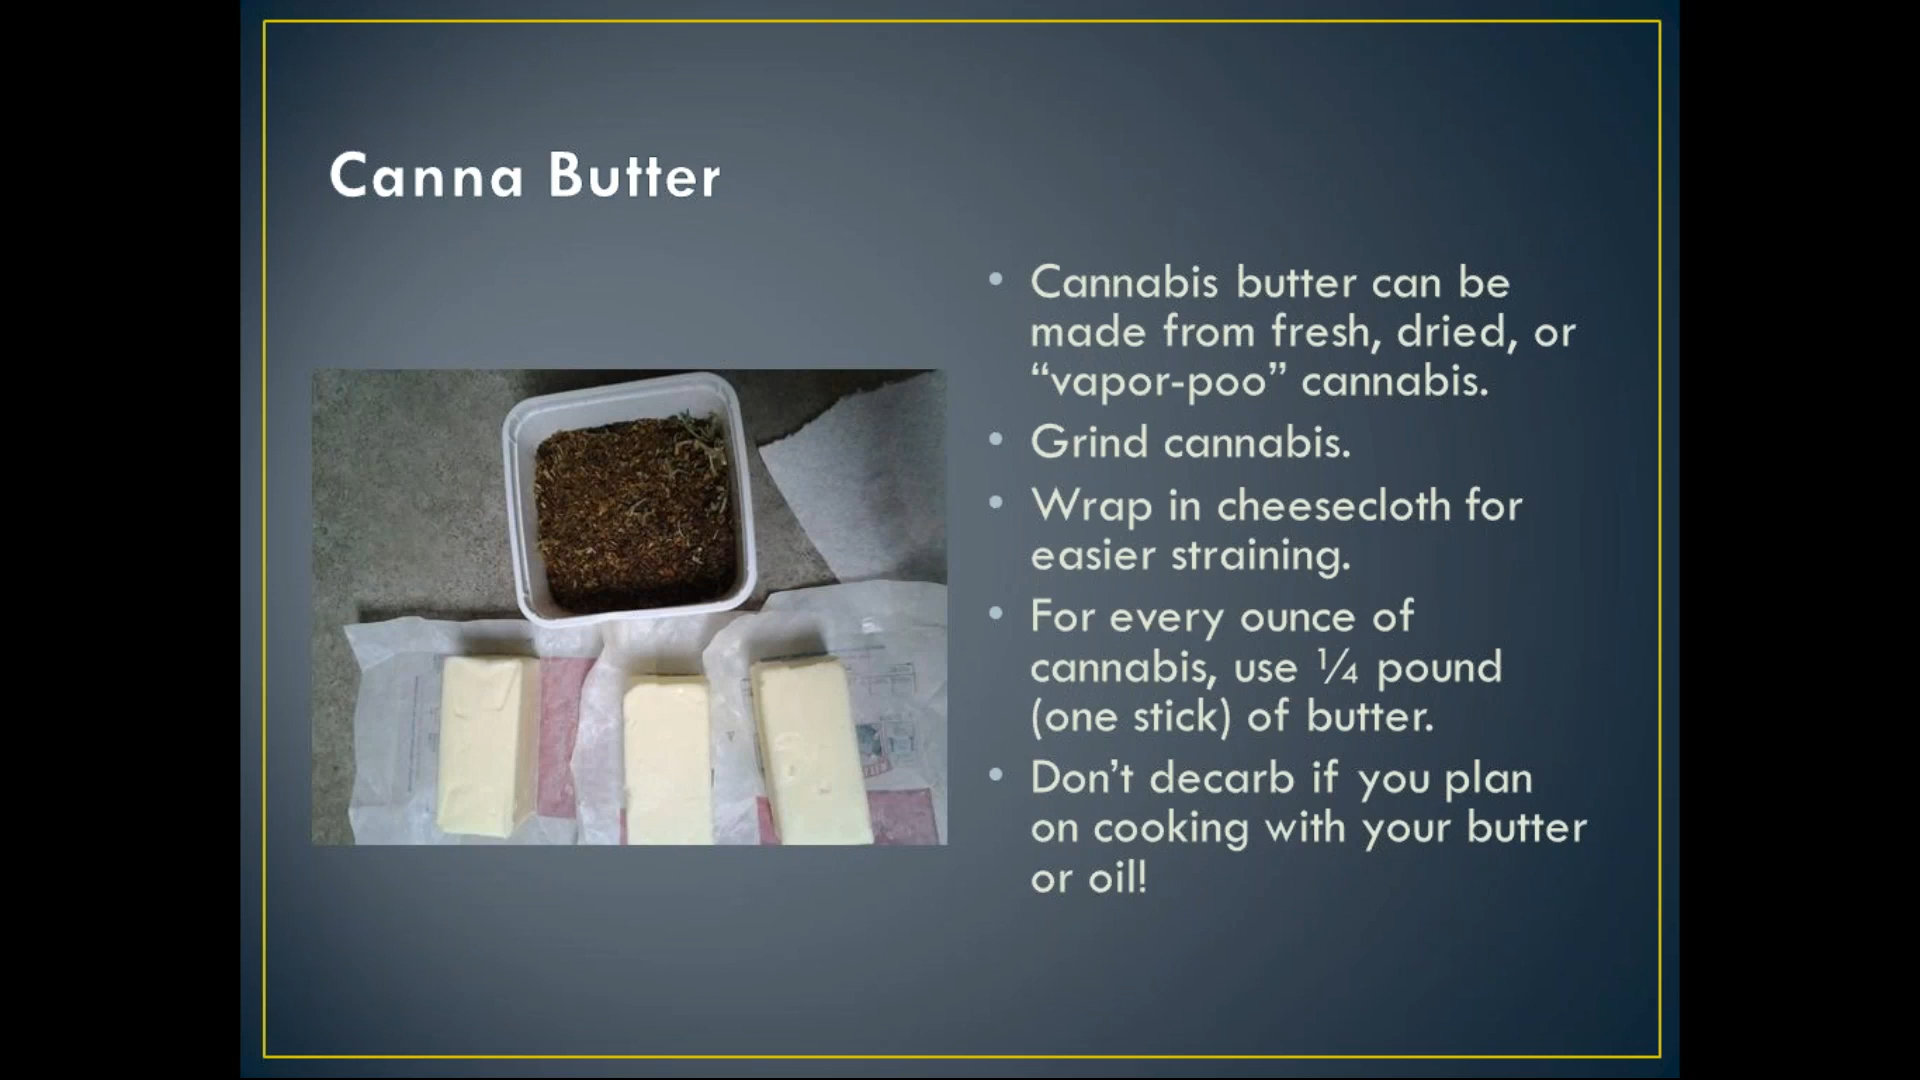 Canna Butter
• Cannabis butter can be
made from fresh, dried, or
“vapor-poo” cannabis.
• Grind cannabis.
• Wrap in cheesecloth for
easier straining.
• For every ounce of
cannabis, use ¼ pound
(one stick) of butter.
• Don’t decarb if you plan
on cooking with your butter
or oil!